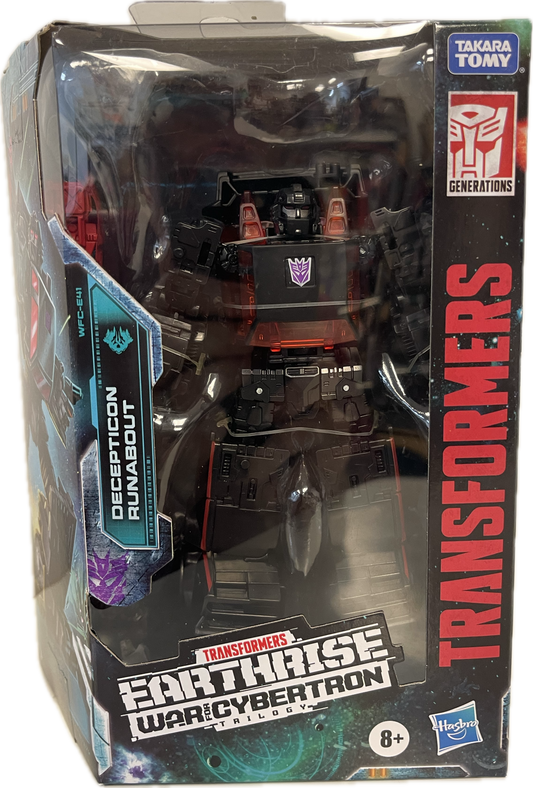 TAKARA
TOMY
GENERATIONS
TRANSFORMERS
WFC-E41
DECEPTICON
RUNABOUT
TRANSFORMERS
EARTHRISE
WAR FOR CYBERTRON
TRILOGY
8+
Hasbro